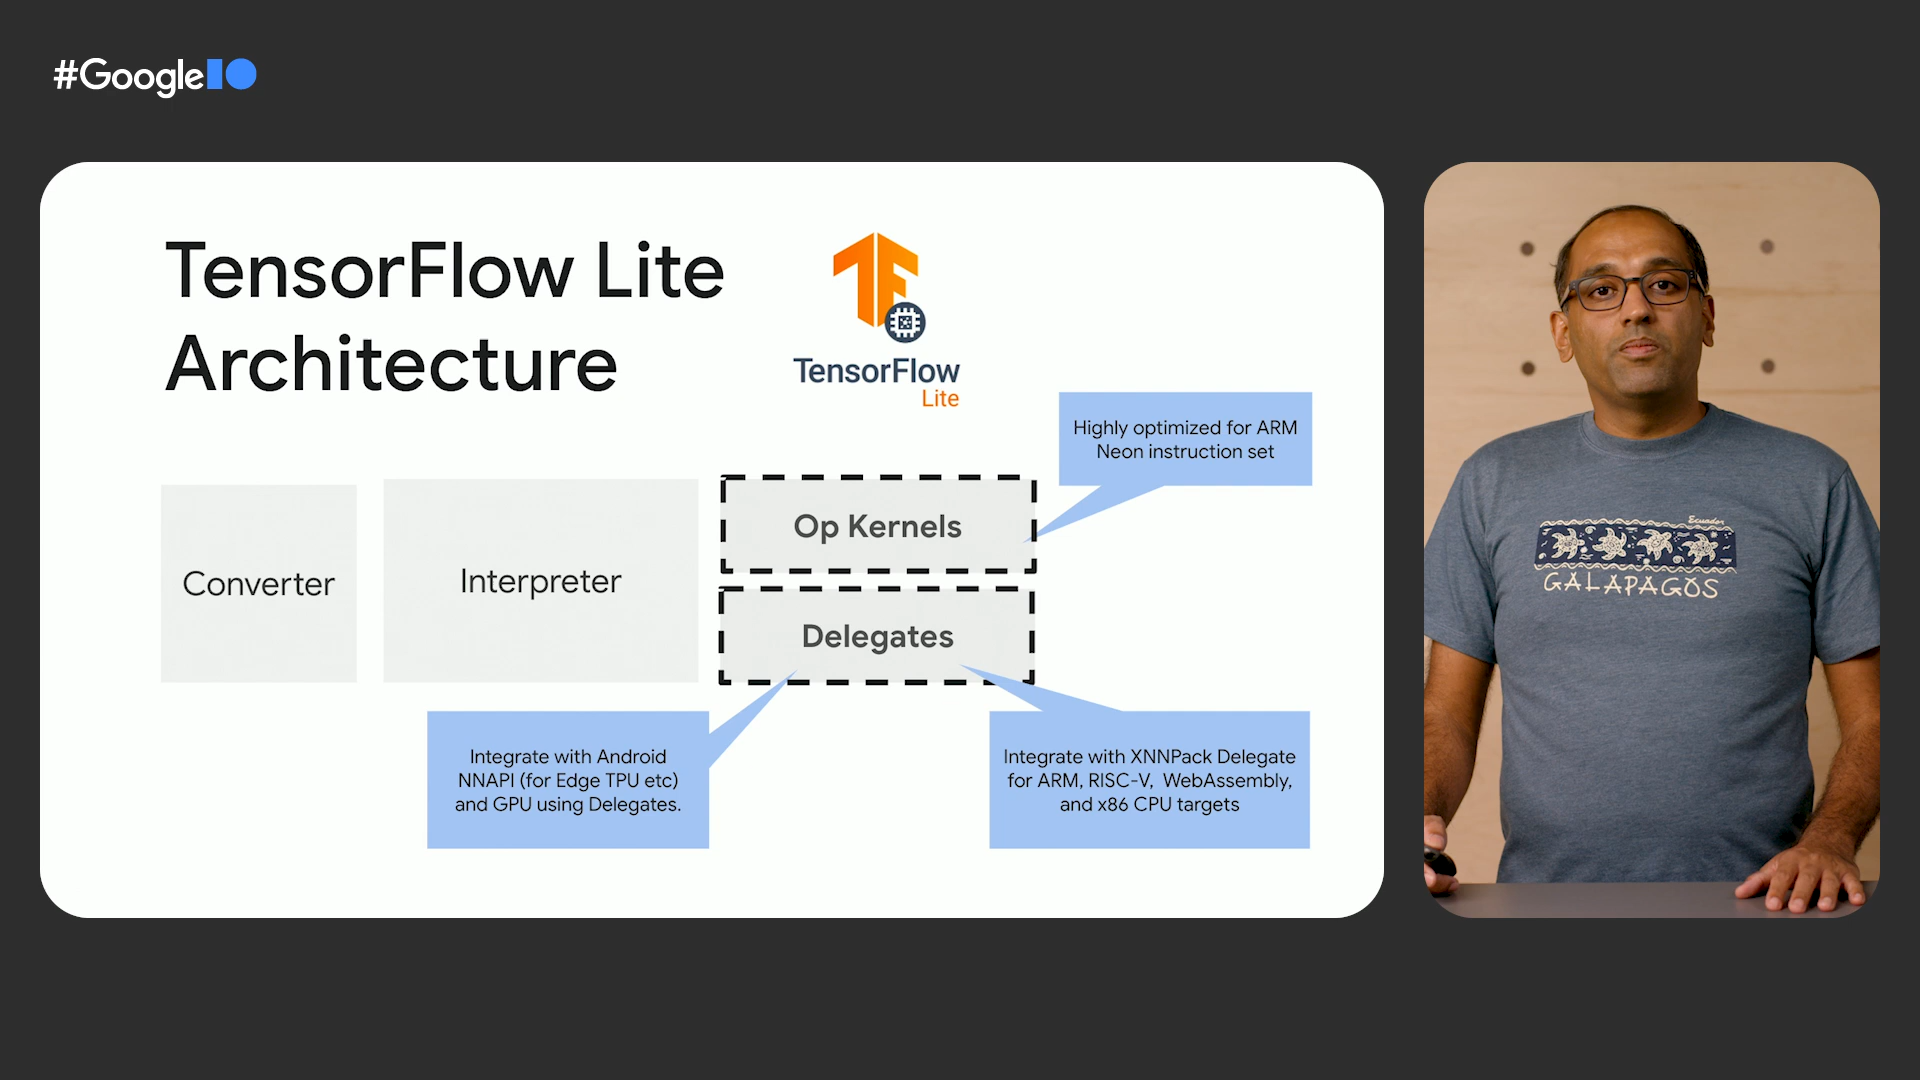 #GoogleIO
TensorFlow Lite
Architecture
TensorFlow
Lite
Highly optimized for ARM
Neon instruction set
Op Kernels
Converter
Interpreter
Delegates
Integrate with Android
NNAPI (for Edge TPU etc)
and GPU using Delegates.
Integrate with XNNPack Delegate
for ARM, RISC-V, WebAssembly,
and x86 CPU targets
Ecuador
GALAPAGOS